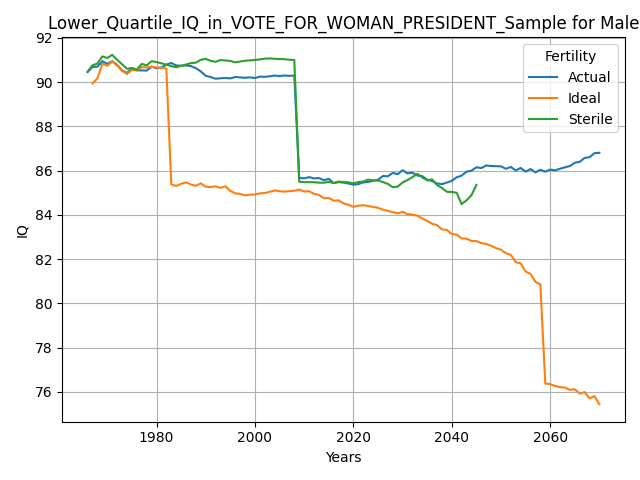 Lower_Quartile_IQ_in_VOTE_FOR_WOMAN_PRESIDENT_Sample for Male
92
90
88
86
84
82
80
78
76
IQ
Fertility
Actual
Ideal
Sterile
1980
2000
2020
2040
2060
Years